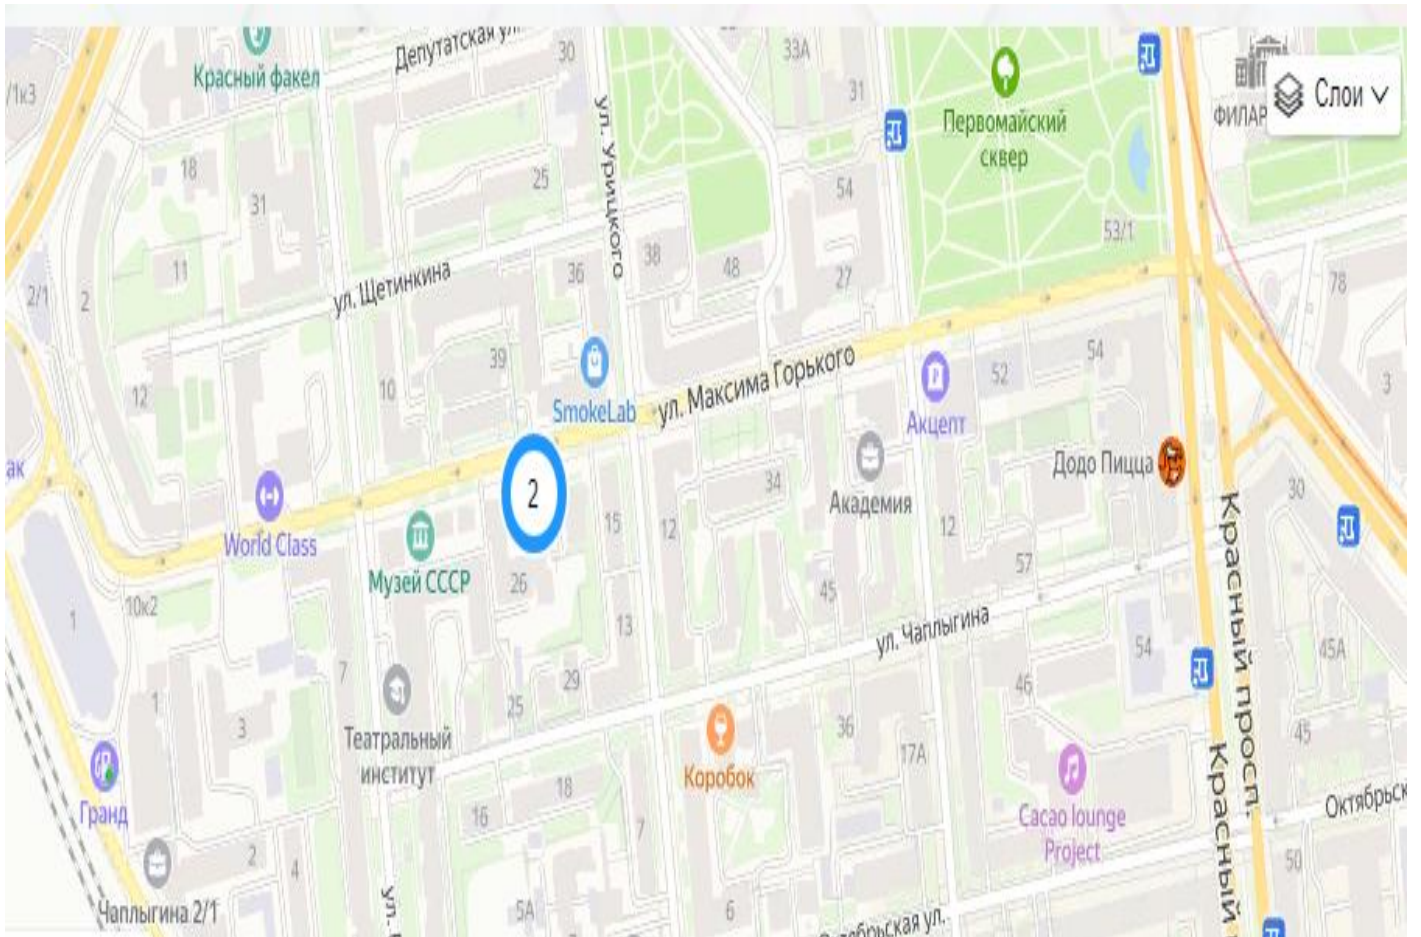 Красный факел
Депутатская ул.
30
33А
31
Первомайский
сквер
Слои
ФИЛАР
/1к3
18
31
25
ул. Урицкого
54
53/1
11
2/1
2
ул. Щетинкина
36
38
48
27
78
39
54
52
3
12
10
SmokeLab
ул. Максима Горького
Акцепт
ак
2
Додо Пицца
34
Академия
30
World Class
15
12
12
Музей СССР
26
57
45
1
10к2
13
ул. Чаплыгина
Красный просп.
54
45А
7
29
46
1
25
3
Театральный
институт
36
17А
45
Коробок
Гранд
18
16
7
Cacao lounge
Project
Октябрьск
Красный
2
4
50
Чаплыгина 2/1
ул.
5А
6
Октябрьская ул.